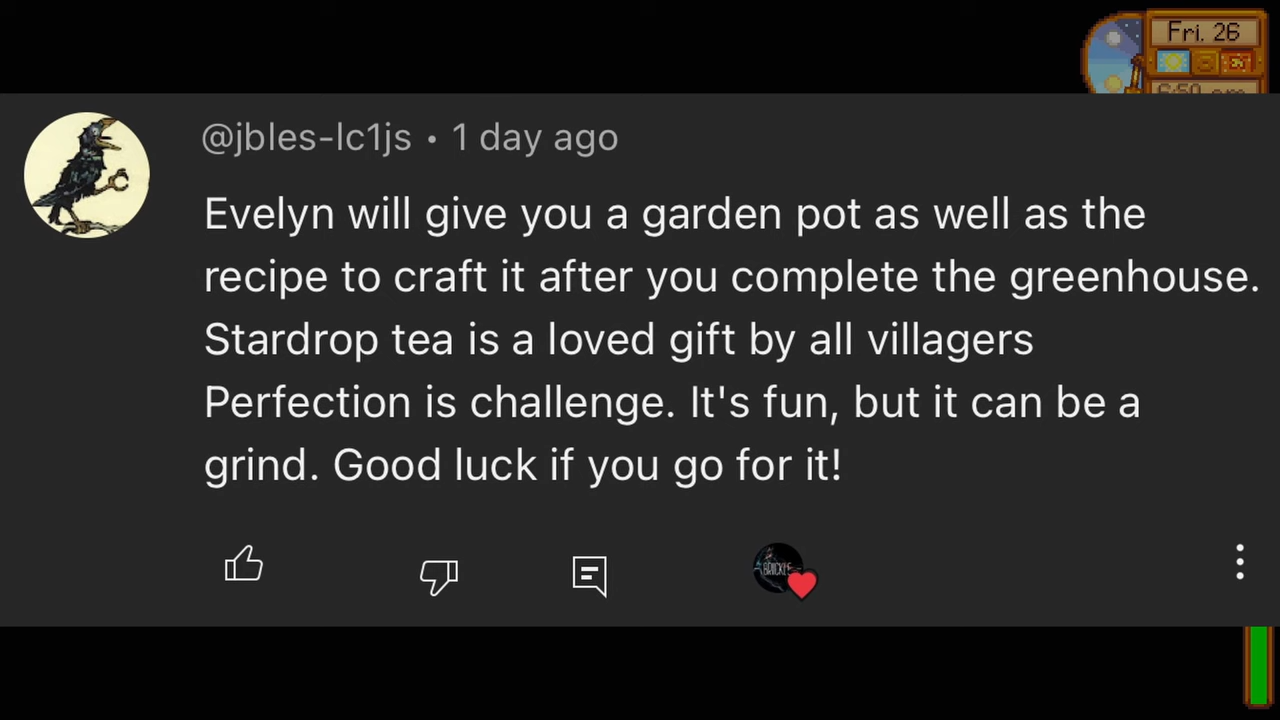 Fri. 26
@jbles-lc1js • 1 day ago
Evelyn will give you a garden pot as well as the
recipe to craft it after you complete the greenhouse.
Stardrop tea is a loved gift by all villagers
Perfection is challenge. It's fun, but it can be a
grind. Good luck if you go for it!